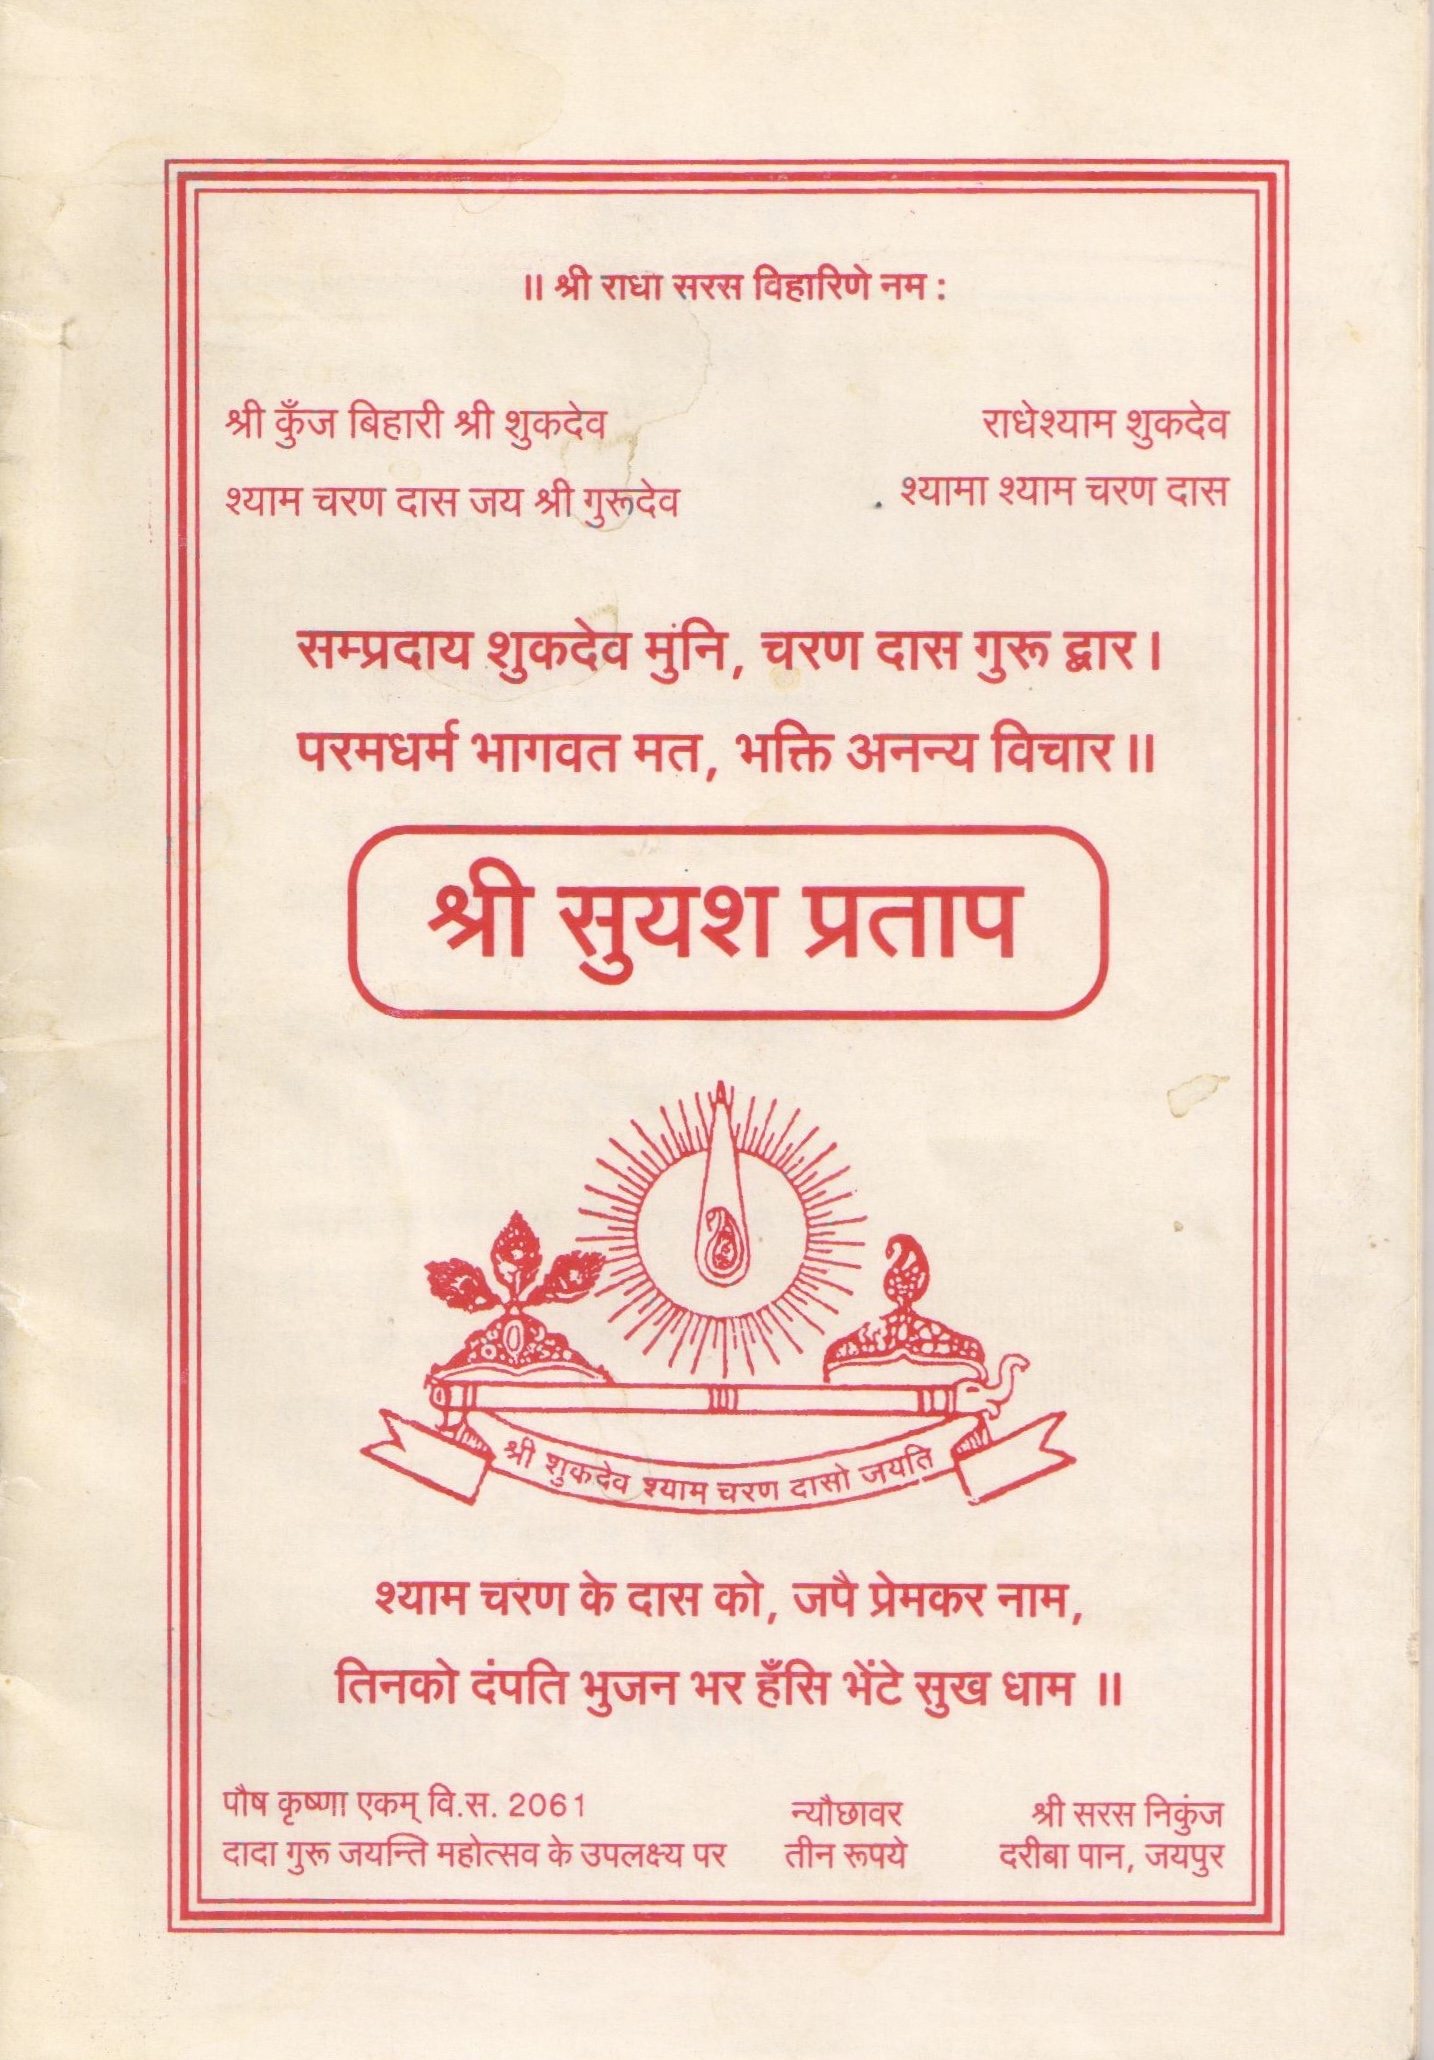 ॥ श्री राधा सरस विहारिणे नम :
श्री कुँज बिहारी श्री शुकदेव
श्याम चरण दास जय श्री गुरूदेव
राधेश्याम शुकदेव
श्यामा श्याम चरण दास
सम्प्रदाय शुकदेव मुंनि, चरण दास गुरू द्वार।
परमधर्म भागवत मत, भक्ति अनन्य विचार॥
श्री सुयश प्रताप
श्री शुकदेव श्याम चरण दासो जयति
श्याम चरण के दास को, जपै प्रेमकर नाम,
तिनको दंपति भुजन भर हँसि भेंटे सुख धाम ॥
पौष कृष्णा एकम् वि.स. 2061
दादा गुरू जयन्ति महोत्सव के उपलक्ष्य पर
न्यौछावर
तीन रूपये
श्री सरस निकुंज
दरीबा पान, जयपुर